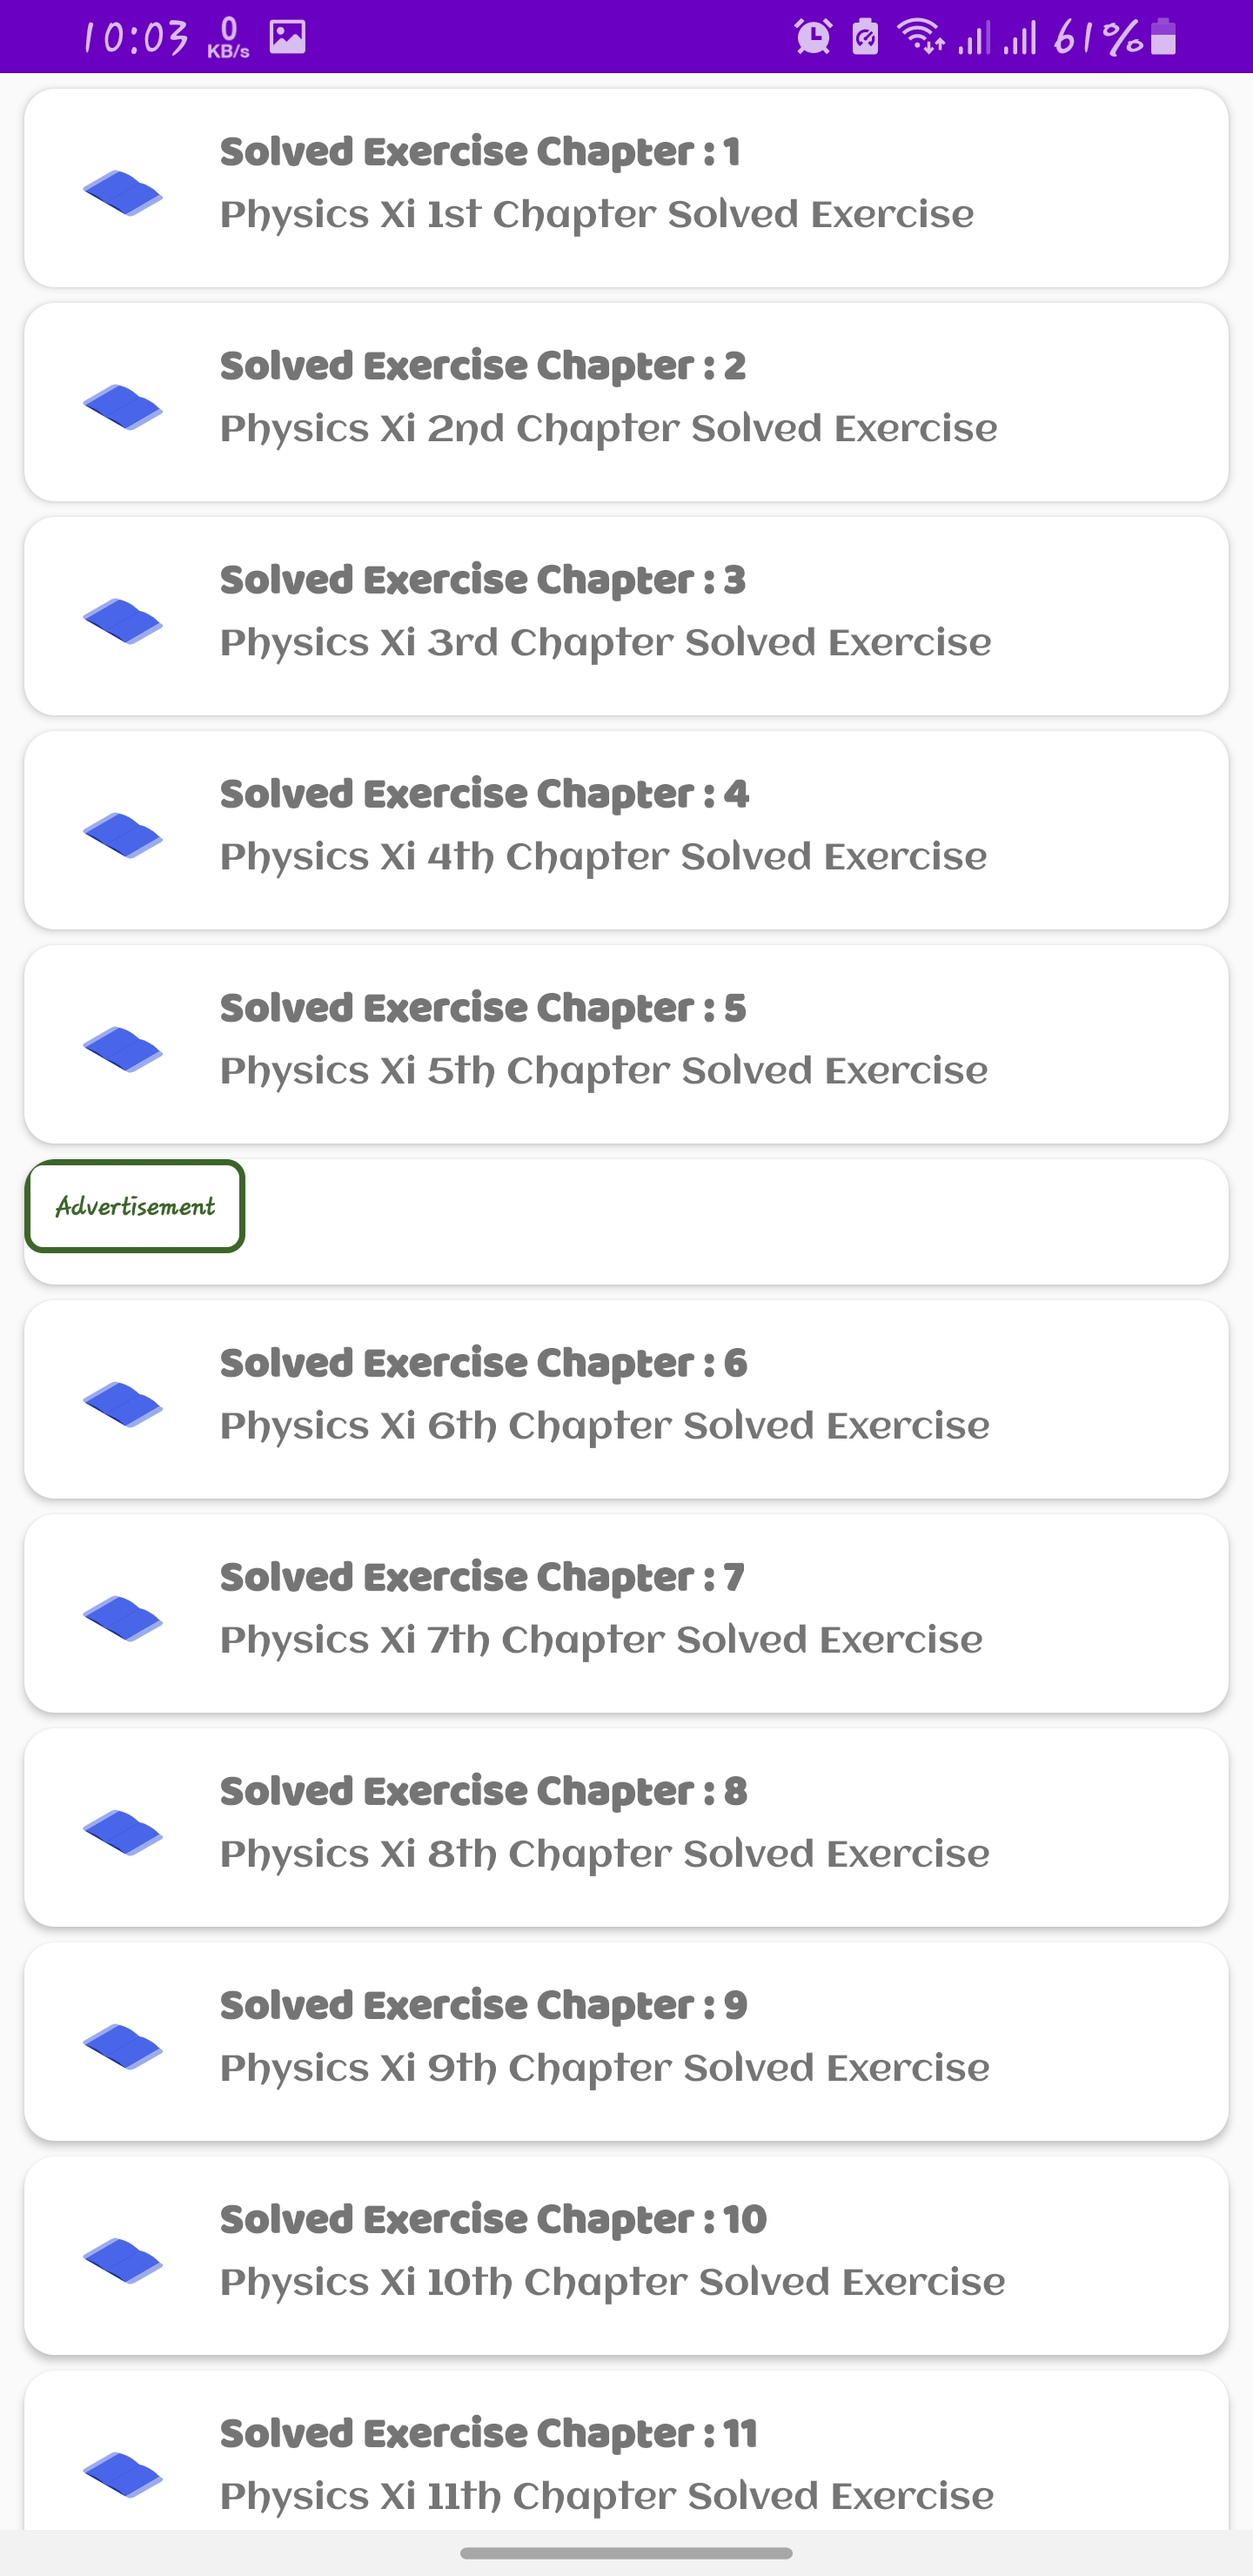 10:03 0 KB/s 61%
Solved Exercise Chapter : 1
Physics Xi 1st Chapter Solved Exercise
Solved Exercise Chapter : 2
Physics Xi 2nd Chapter Solved Exercise
Solved Exercise Chapter : 3
Physics Xi 3rd Chapter Solved Exercise
Solved Exercise Chapter : 4
Physics Xi 4th Chapter Solved Exercise
Solved Exercise Chapter : 5
Physics Xi 5th Chapter Solved Exercise
Advertisement
Solved Exercise Chapter : 6
Physics Xi 6th Chapter Solved Exercise
Solved Exercise Chapter : 7
Physics Xi 7th Chapter Solved Exercise
Solved Exercise Chapter : 8
Physics Xi 8th Chapter Solved Exercise
Solved Exercise Chapter : 9
Physics Xi 9th Chapter Solved Exercise
Solved Exercise Chapter : 10
Physics Xi 10th Chapter Solved Exercise
Solved Exercise Chapter : 11
Physics Xi 11th Chapter Solved Exercise